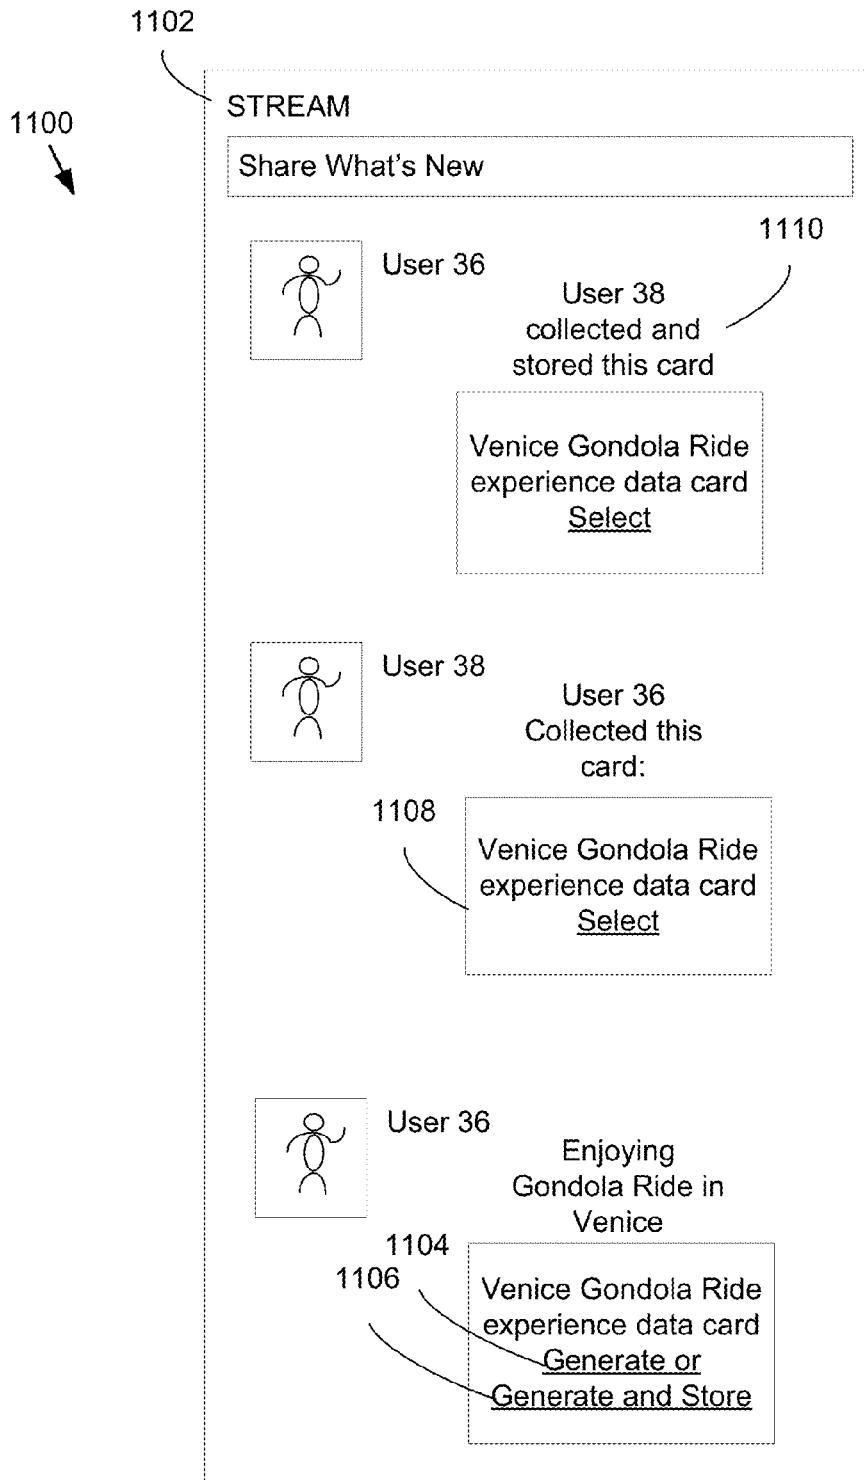 1102
1100
STREAM
Share What's New
1110
User 36
User 38
collected and
stored this card
Venice Gondola Ride
experience data card
Select
User 38
User 36
Collected this
card:
1108
Venice Gondola Ride
experience data card
Select
User 36
Enjoying
Gondola Ride in
Venice
1104
1106
Venice Gondola Ride
experience data card
Generate or
Generate and Store